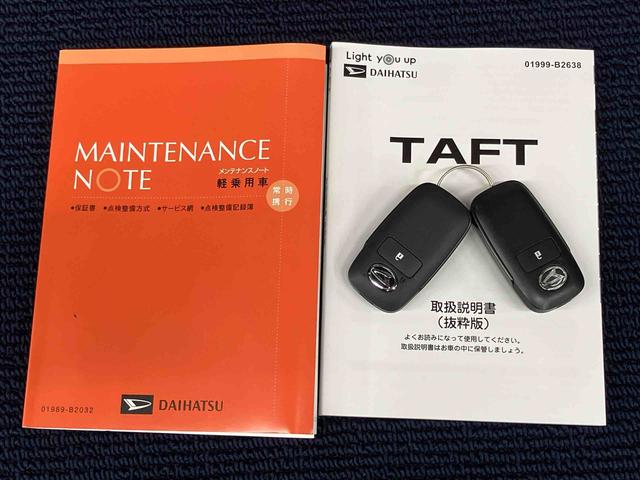 MAINTENANCE
NOTE
メンテナンスノート
軽乗用車
常時
携行
●保証書 ●点検整備方式 ●サービス網 ●点検整備記録簿
01989-B2032
DAIHATSU
Light you up
DAIHATSU
01999-B2638
TAFT
取扱説明書
（抜粋版）
よくお読みになって使用してください。
取扱説明書はお車の中に保管しましょう。